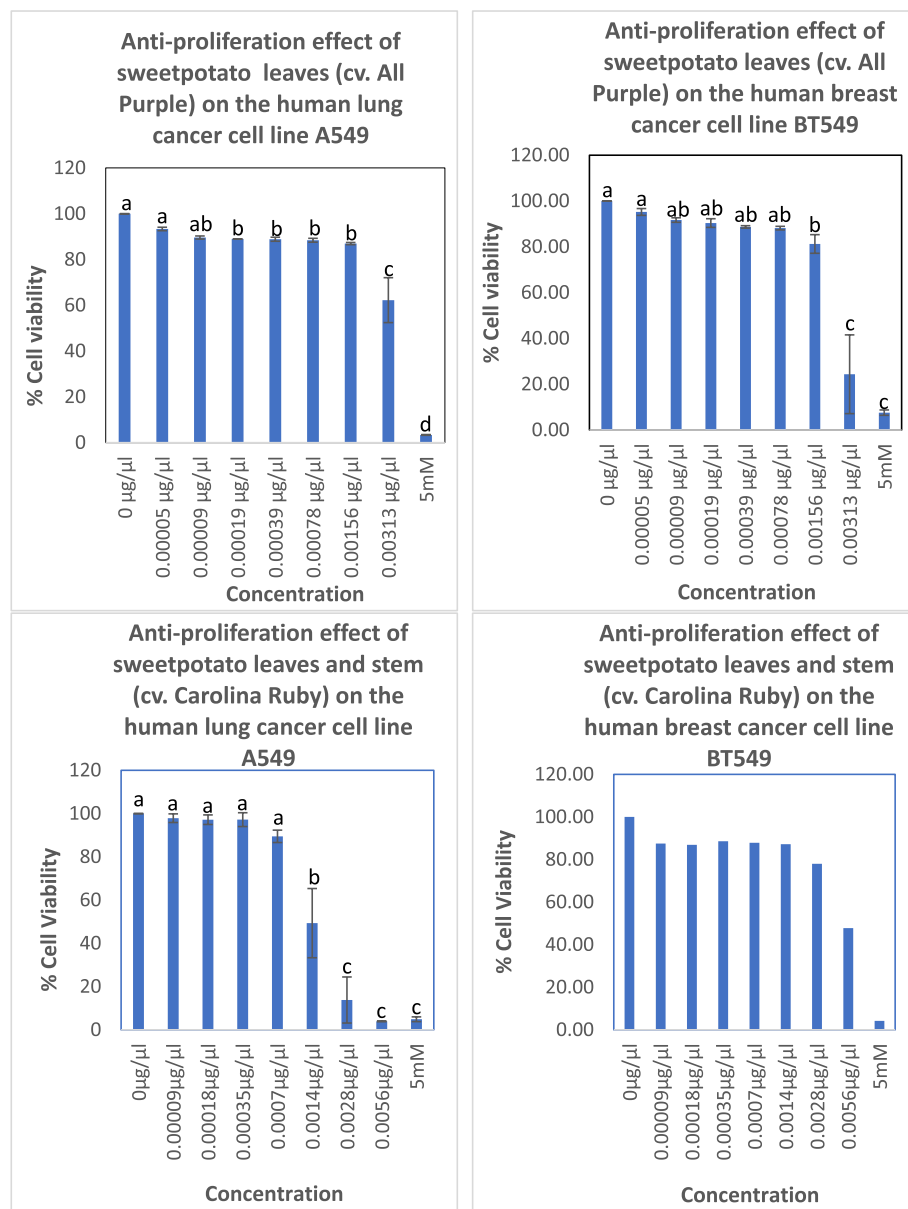 Anti-proliferation effect of
sweetpotato leaves (cv. All
Purple) on the human lung
cancer cell line A549
120
100
80
60
40
20
0
% Cell viability
a
a
ab
b
b
b
b
c
d
0 µg/µl
0.00005 µg/µl
0.00009 µg/µl
0.00019 µg/µl
0.00039 µg/µl
0.00078 µg/µl
0.00156 µg/µl
0.00313 µg/µl
5mM
Concentration
Anti-proliferation effect of
sweetpotato leaves (cv. All
Purple) on the human breast
cancer cell line BT549
120.00
100.00
80.00
60.00
40.00
20.00
0.00
% Cell viability
a
a
ab
ab
ab
ab
b
c
c
0 µg/µl
0.00005 µg/µl
0.00009 µg/µl
0.00019 µg/µl
0.00039 µg/µl
0.00078 µg/µl
0.00156 µg/µl
0.00313 µg/µl
5mM
Concentration
Anti-proliferation effect of
sweetpotato leaves and stem
(cv. Carolina Ruby) on the
human lung cancer cell line
A549
120
100
80
60
40
20
0
% Cell Viability
a
a
a
a
a
b
c
c
c
0µg/µl
0.00009µg/µl
0.00018µg/µl
0.00035µg/µl
0.0007µg/µl
0.0014µg/µl
0.0028µg/µl
0.0056µg/µl
5mM
Concentration
Anti-proliferation effect of
sweetpotato leaves and stem
(cv. Carolina Ruby) on the
human breast cancer cell line
BT549
120.00
100.00
80.00
60.00
40.00
20.00
0.00
% Cell Viability
0µg/µl
0.00009µg/µl
0.00018µg/µl
0.00035µg/µl
0.0007µg/µl
0.0014µg/µl
0.0028µg/µl
0.0056µg/µl
5mM
Concentration